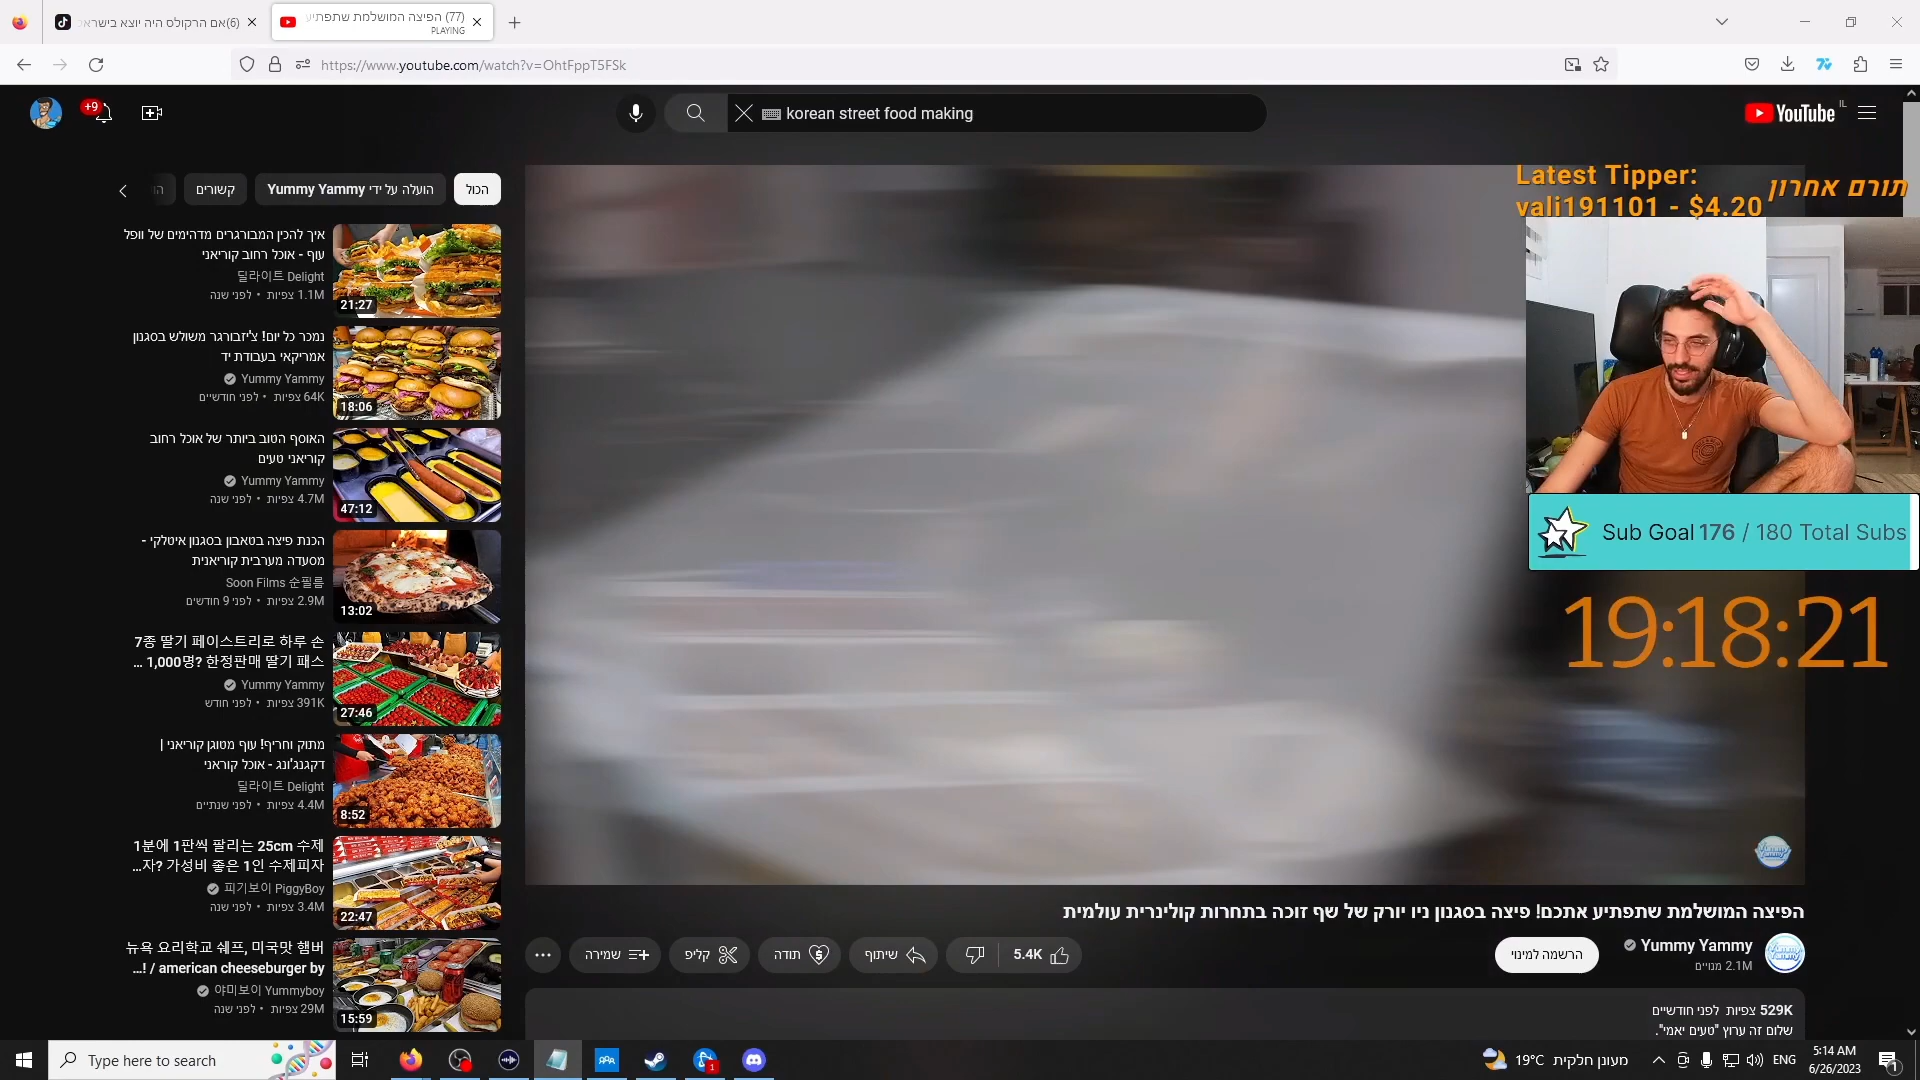 (6)אם הרקולס היה יוצא בישראל
(77) הפיצה המושלמת שתפתיע
PLAYING
https://www.youtube.com/watch?v=OhtFppT5FSk
+9
korean street food making
YouTube IL
הכול
הועלה על ידי Yummy Yammy
קשורים
איך להכין המבורגרים מדהימים של וופל
עוף - אוכל רחוב קוריאני
딜라이트 Delight
1.1M צפיות • לפני שנה
21:27
נמכר כל יום! צ'יזבורגר משולש בסגנון
אמריקאי בעבודת יד
Yummy Yammy
64K צפיות • לפני חודשיים
18:06
האוסף הטוב ביותר של אוכל רחוב
קוריאני טעים
Yummy Yammy
4.7M צפיות • לפני שנה
47:12
הכנת פיצה בטאבון בסגנון איטלקי -
מסעדה מערבית קוריאנית
Soon Films 순필름
2.9M צפיות • לפני 9 חודשים
13:02
7종 딸기 페이스트리로 하루 손
... 1,000명? 한정판매 딸기 패스
Yummy Yammy
391K צפיות • לפני חודש
27:46
מתוק וחריף! עוף מטוגן קוריאני |
דקגנג'ונג - אוכל קוראני
딜라이트 Delight
4.4M צפיות • לפני שנתיים
8:52
1분에 1판씩 팔리는 25cm 수제
...자? 가성비 좋은 1인 수제피자
피기보이 PiggyBoy
3.4M צפיות • לפני שנה
22:47
뉴욕 요리학교 쉐프, 미국맛 햄버
...! / american cheeseburger by
야미보이 Yummyboy
29M צפיות • לפני שנה
15:59
Latest Tipper:
vali191101 - $4.20
תורם אחרון
Sub Goal 176 / 180 Total Subs
19:18:21
Yummy Yammy
הפיצה המושלמת שתפתיע אתכם! פיצה בסגנון ניו יורק של שף זוכה בתחרות קולינרית עולמית
Yummy Yammy
2.1M מנויים
הרשמה למינוי
5.4K
שיתוף
תודה
קליפ
שמירה
529K צפיות לפני חודשיים
שלום זה ערוץ "טעים יאמי".
Type here to search
19°C מעונן חלקית
ENG
5:14 AM
6/26/2023
1
1